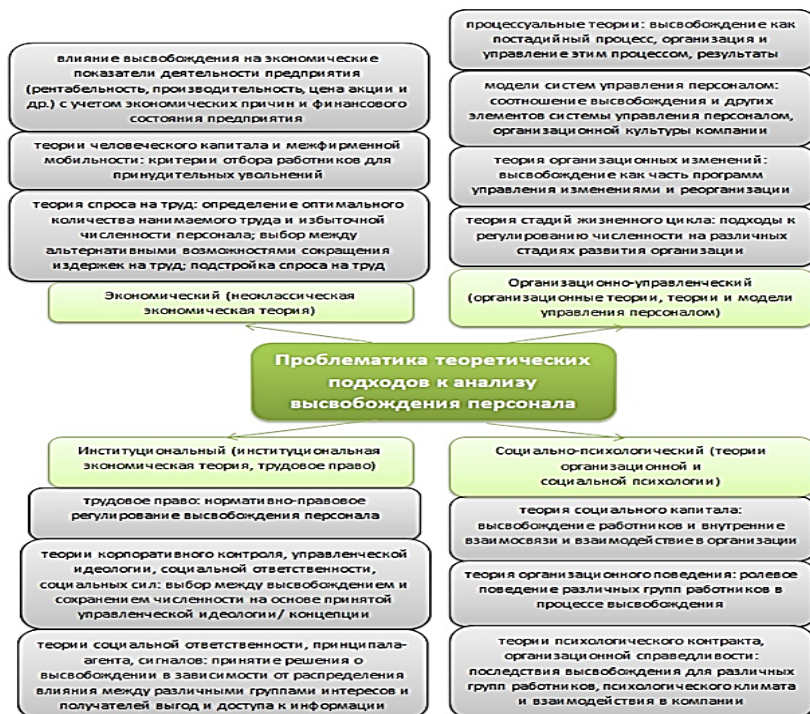 влияние высвобождения на экономические
показатели деятельности предприятия
(рентабельность, производительность, цена акции и
др.) с учетом экономических причин и финансового
состояния предприятия
теории человеческого капитала и межфирменной
мобильности: критерии отбора работников для
принудительных увольнений
теория спроса на труд: определение оптимального
количества нанимаемого труда и избыточной
численности персонала; выбор между
альтернативными возможностями сокращения
издержек на труд; подстройка спроса на труд
Экономический (неоклассическая
экономическая теория)
процессуальные теории: высвобождение как
постадийный процесс, организация и
управление этим процессом, результаты
модели систем управления персоналом:
соотношение высвобождения и других
элементов системы управления персоналом,
организационной культуры компании
теория организационных изменений:
высвобождение как часть программ
управления изменениями и реорганизации
теория стадий жизненного цикла: подходы к
регулированию численности на различных
стадиях развития организации
Организационно-управленческий
(организационные теории, теории и модели
управления персоналом)
Проблематика теоретических
подходов к анализу
высвобождения персонала
Институциональный (институциональная
экономическая теория, трудовое право)
трудовое право: нормативно-правовое
регулирование высвобождения персонала
теории корпоративного контроля, управленческой
идеологии, социальной ответственности,
социальных сил: выбор между высвобождением и
сохранением численности на основе принятой
управленческой идеологии/ концепции
теории социальной ответственности, принципала-
агента, сигналов: принятие решения о
высвобождении в зависимости от распределения
влияния между различными группами интересов и
получателей выгод и доступа к информации
Социально-психологический (теории
организационной и
социальной психологии)
теория социального капитала:
высвобождение работников и внутренние
взаимосвязи и взаимодействие в организации
теория организационного поведения: ролевое
поведение различных групп работников в
процессе высвобождения
теории психологического контракта,
организационной справедливости:
последствия высвобождения для различных
групп работников, психологического климата
и взаимодействия в компании